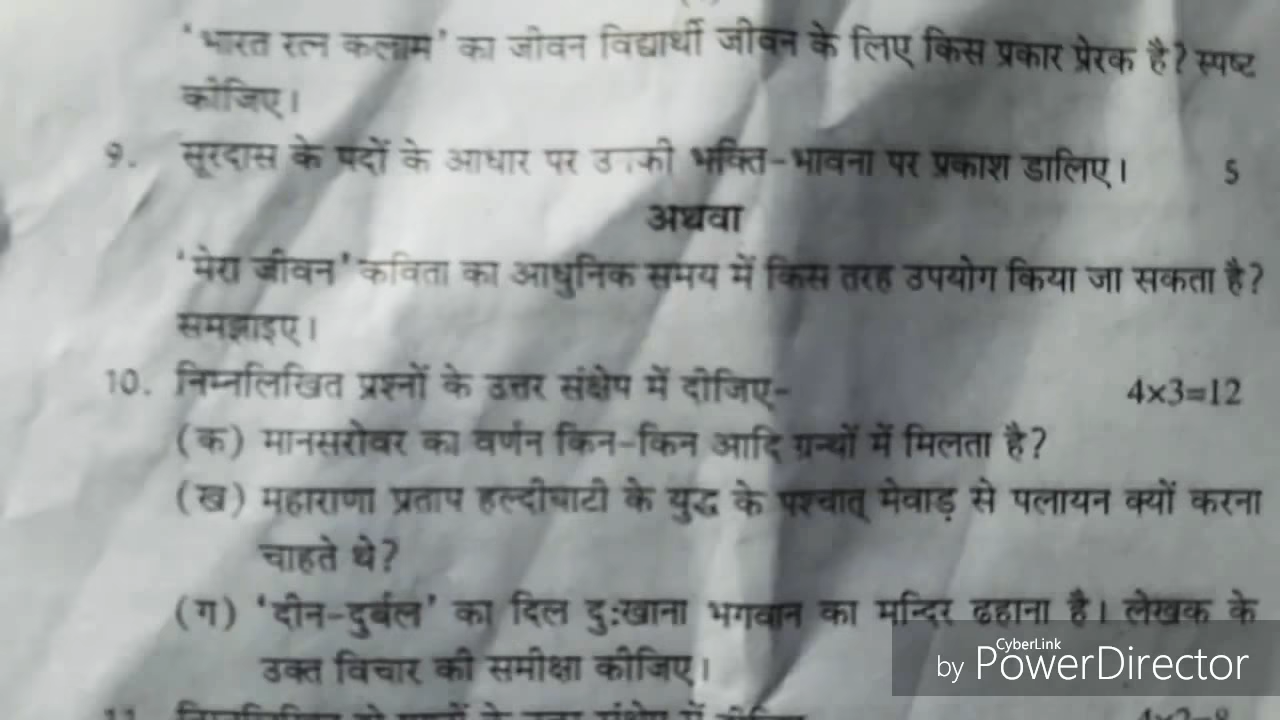 'भारत रत्न कलाम' का जीवन विद्यार्थी जीवन के लिए किस प्रकार प्रेरक है? स्पष्ट
कीजिए।
9. सूरदास के पदों के आधार पर उनकी भक्ति-भावना पर प्रकाश डालिए। 5
अथवा
'मेरा जीवन' कविता का आधुनिक समय में किस तरह उपयोग किया जा सकता है?
समझाइए।
10. निम्नलिखित प्रश्नों के उत्तर संक्षेप में दीजिए- 4×3=12
(क) मानसरोवर का वर्णन किन-किन आदि ग्रन्थों में मिलता है?
(ख) महाराणा प्रताप हल्दीघाटी के युद्ध के पश्चात् मेवाड़ से पलायन क्यों करना
चाहते थे?
(ग) 'दीन-दुर्बल' का दिल दुःखाना भगवान का मन्दिर ढहाना है। लेखक के
उक्त विचार की समीक्षा कीजिए।
CyberLink
by PowerDirector